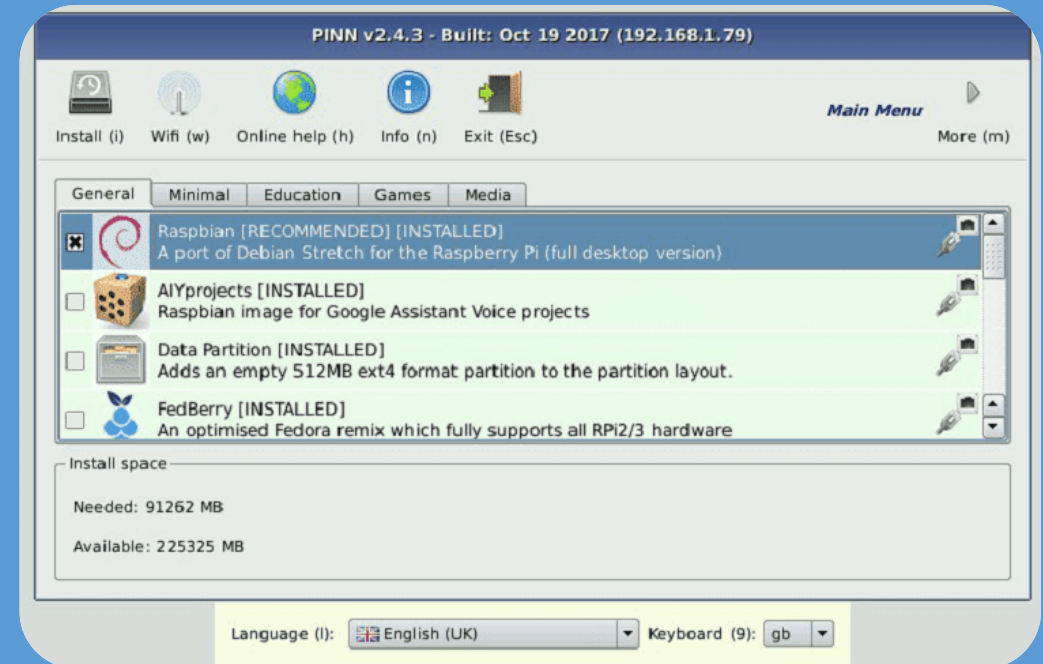 PINN v2.4.3 - Built: Oct 19 2017 (192.168.1.79)
Install (i) Wifi (w) Online help (h) Info (n) Exit (Esc) Main Menu More (m)
General Minimal Education Games Media
Raspbian [RECOMMENDED] [INSTALLED]
A port of Debian Stretch for the Raspberry Pi (full desktop version)
AIYprojects [INSTALLED]
Raspbian image for Google Assistant Voice projects
Data Partition [INSTALLED]
Adds an empty 512MB ext4 format partition to the partition layout.
FedBerry [INSTALLED]
An optimised Fedora remix which fully supports all RPi2/3 hardware
Install space
Needed: 91262 MB
Available: 225325 MB
Language (l): English (UK) Keyboard (9): gb